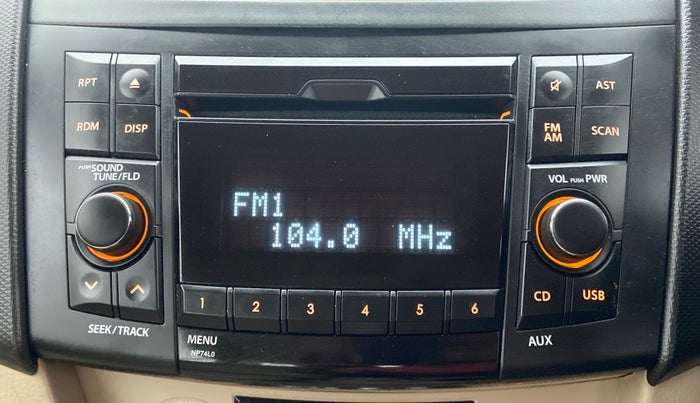 RPT
RDM
DISP
PUSH SOUND
TUNE/FLD
SEEK/TRACK
FM1
104.0 MHz
1 2 3 4 5 6
MENU
NP74L0
AST
FM
AM
SCAN
VOL PUSH PWR
CD
USB
AUX